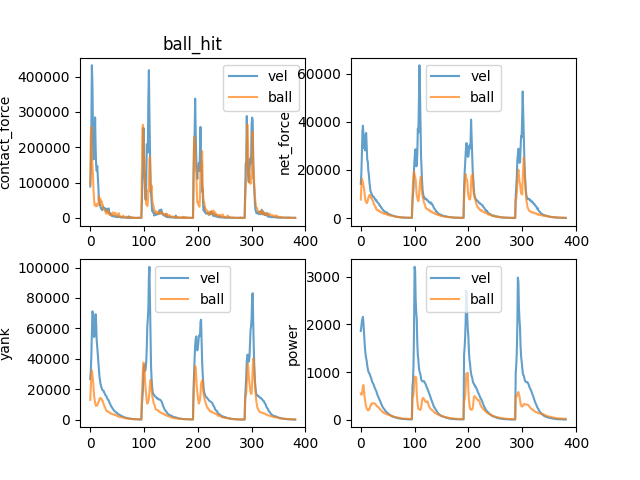 ball_hit
contact_force
400000
300000
200000
100000
0
0 100 200 300 400
vel
ball
net_force
60000
40000
20000
0
0 100 200 300 400
vel
ball
yank
100000
80000
60000
40000
20000
0
0 100 200 300 400
vel
ball
power
3000
2000
1000
0
0 100 200 300 400
vel
ball